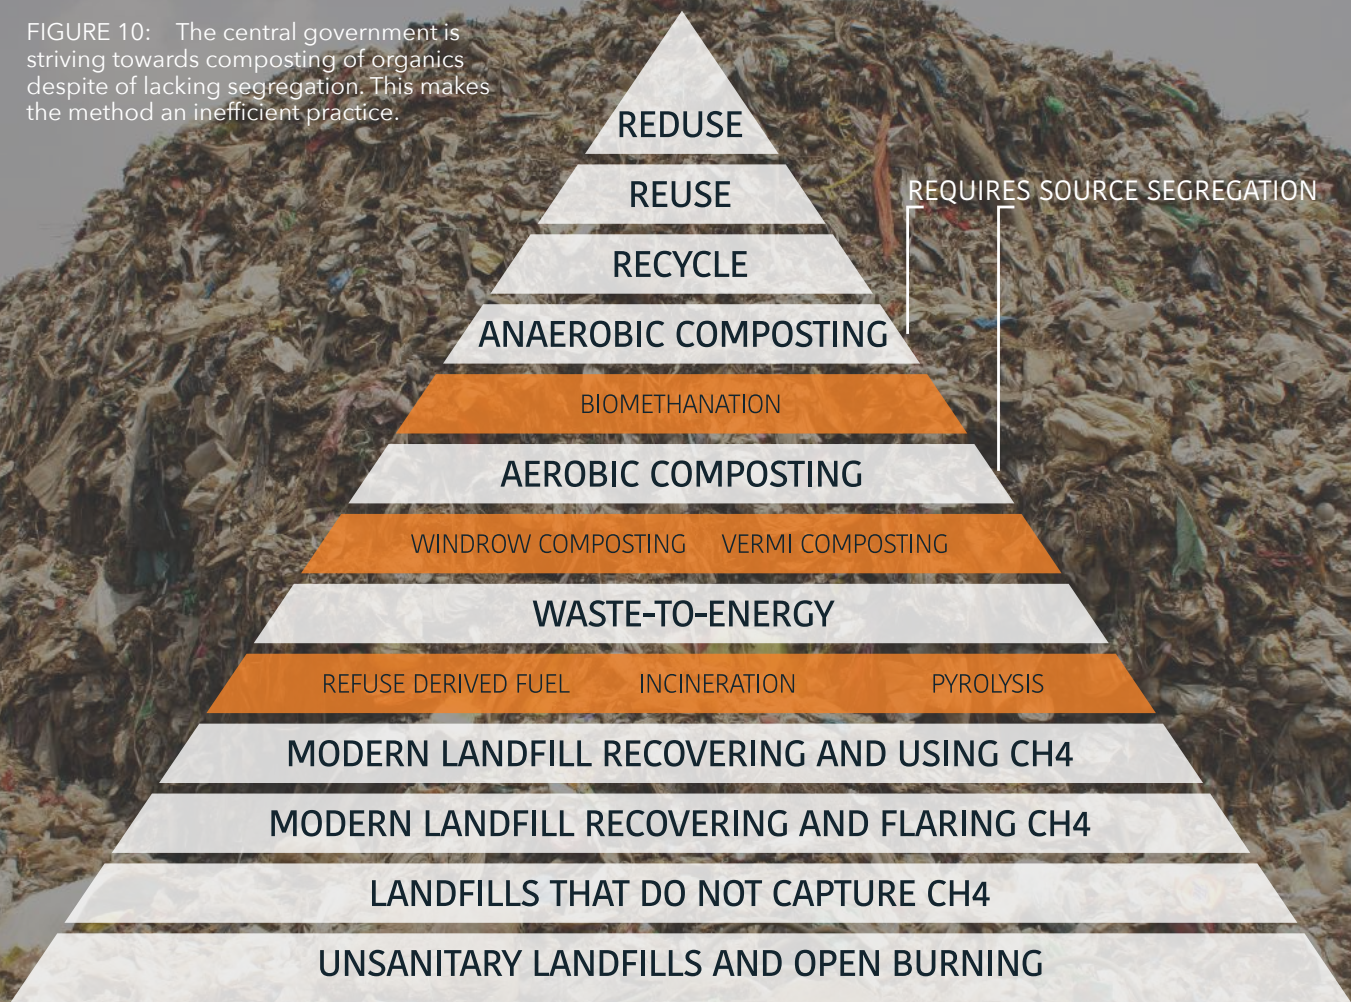 FIGURE 10: The central government is
striving towards composting of organics
despite of lacking segregation. This makes
the method an inefficient practice.
REDUSE
REUSE
REQUIRES SOURCE SEGREGATION
RECYCLE
ANAEROBIC COMPOSTING
BIOMETHANATION
AEROBIC COMPOSTING
WINDROW COMPOSTING VERMI COMPOSTING
WASTE-TO-ENERGY
REFUSE DERIVED FUEL INCINERATION PYROLYSIS
MODERN LANDFILL RECOVERING AND USING CH4
MODERN LANDFILL RECOVERING AND FLARING CH4
LANDFILLS THAT DO NOT CAPTURE CH4
UNSANITARY LANDFILLS AND OPEN BURNING